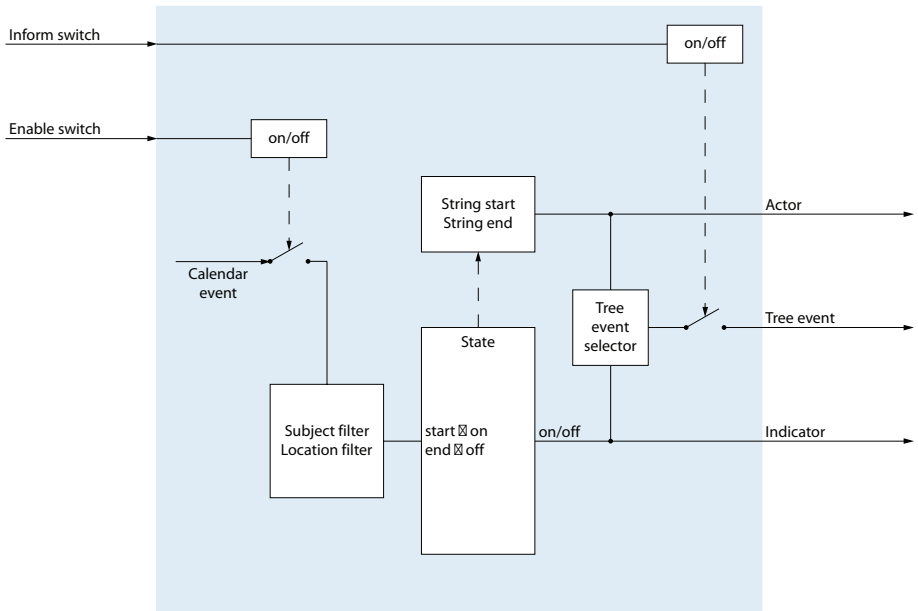 Inform switch
on/off
Enable switch
on/off
String start
String end
Actor
Calendar
event
Tree
event
selector
Tree event
State
Subject filter
Location filter
start on
end off
on/off
Indicator